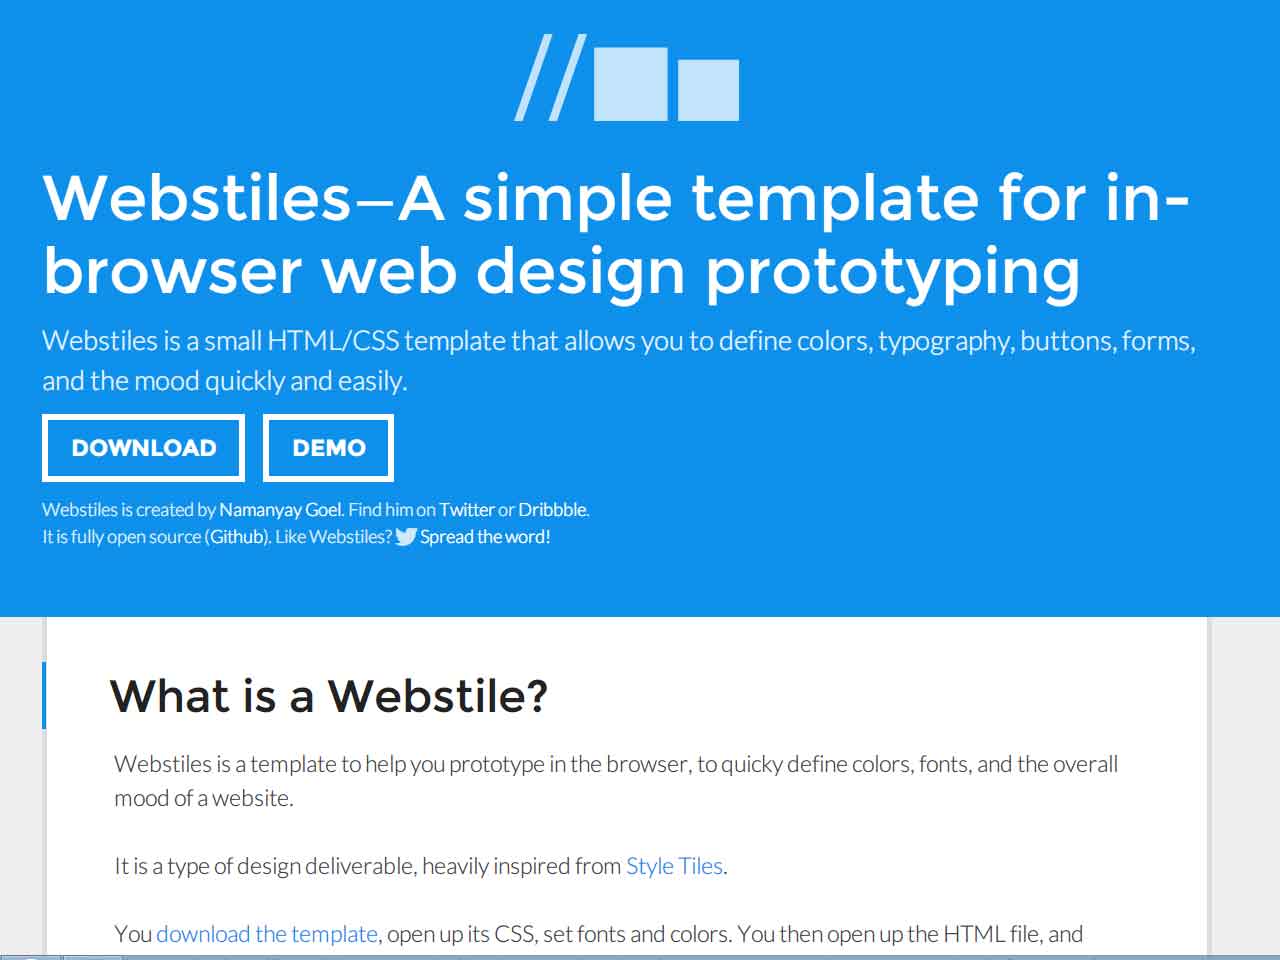 Webstiles—A simple template for in-
browser web design prototyping
Webstiles is a small HTML/CSS template that allows you to define colors, typography, buttons, forms,
and the mood quickly and easily.
DOWNLOAD DEMO
Webstiles is created by Namanyay Goel. Find him on Twitter or Dribbble.
It is fully open source (Github). Like Webstiles? Spread the word!
What is a Webstile?
Webstiles is a template to help you prototype in the browser, to quicky define colors, fonts, and the overall
mood of a website.
It is a type of design deliverable, heavily inspired from Style Tiles.
You download the template, open up its CSS, set fonts and colors. You then open up the HTML file, and